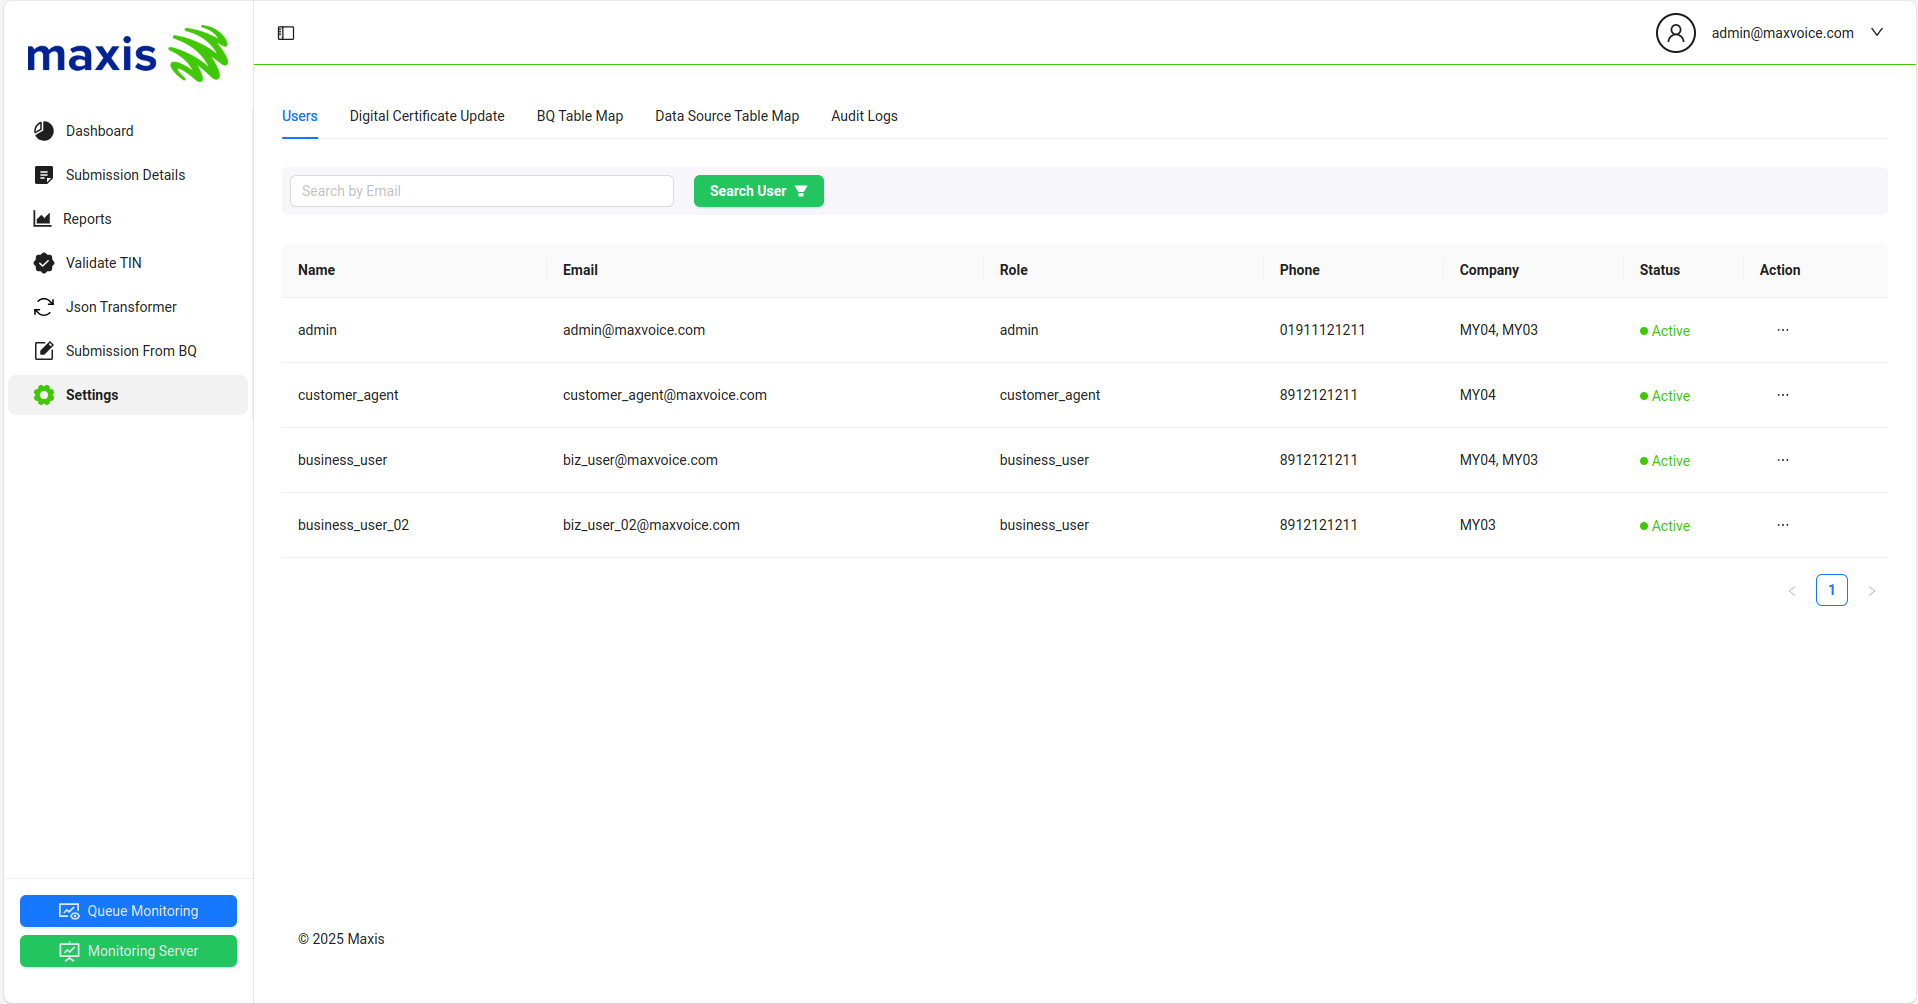 maxis
admin@maxvoice.com
Dashboard
Submission Details
Reports
Validate TIN
Json Transformer
Submission From BQ
Settings
Queue Monitoring
Monitoring Server
Users Digital Certificate Update BQ Table Map Data Source Table Map Audit Logs
Search by Email Search User
Name Email Role Phone Company Status Action
admin admin@maxvoice.com admin 01911121211 MY04, MY03 Active ···
customer_agent customer_agent@maxvoice.com customer_agent 8912121211 MY04 Active ···
business_user biz_user@maxvoice.com business_user 8912121211 MY04, MY03 Active ···
business_user_02 biz_user_02@maxvoice.com business_user 8912121211 MY03 Active ···
< 1 >
© 2025 Maxis